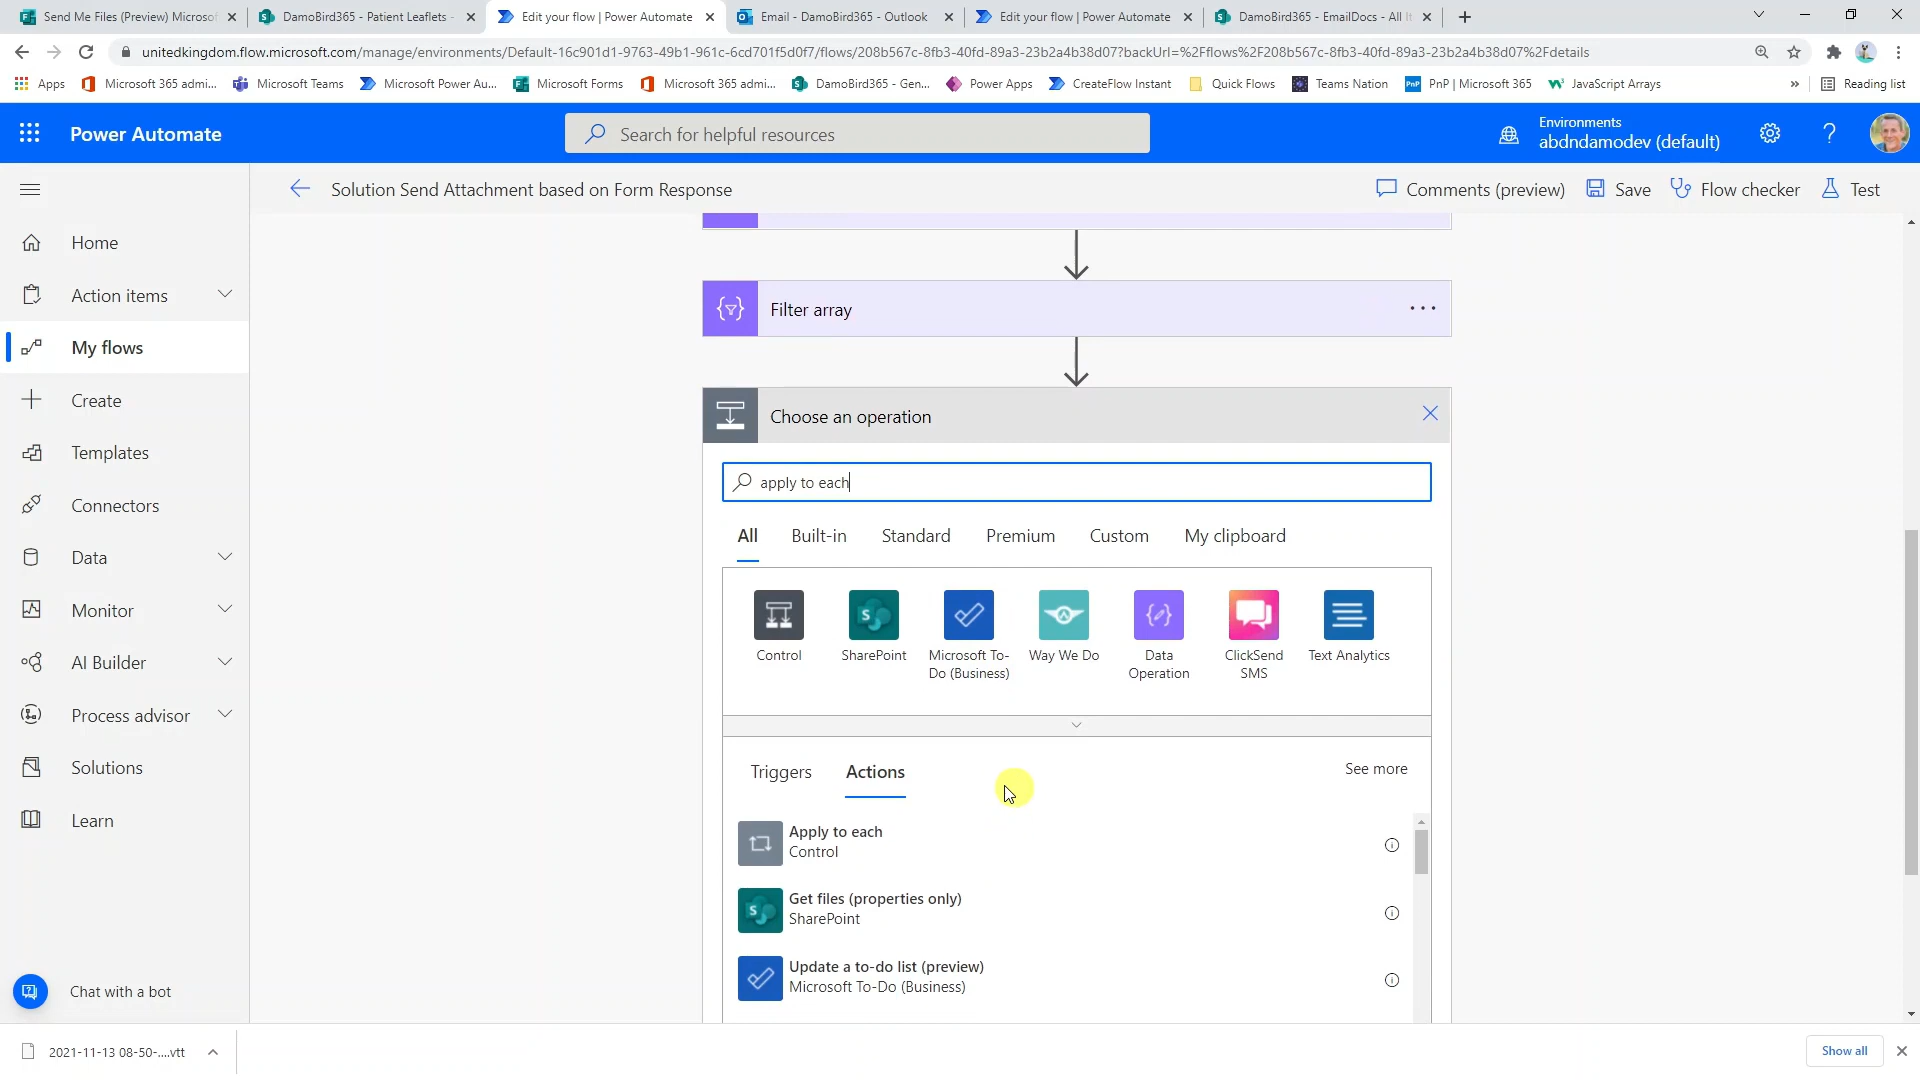 Send Me Files (Preview) Microsof
DamoBird365 - Patient Leaflets -
Edit your flow | Power Automate
Email - DamoBird365 - Outlook
Edit your flow | Power Automate
DamoBird365 - EmailDocs - All It
unitedkingdom.flow.microsoft.com/manage/environments/Default-16c901d1-9763-49b1-961c-6cd701f5d0f7/flows/208b567c-8fb3-40fd-89a3-23b2a4b38d07?backUrl=%2Fflows%2F208b567c-8fb3-40fd-89a3-23b2a4b38d07%2Fdetails
Apps
Microsoft 365 admi...
Microsoft Teams
Microsoft Power Au...
Microsoft Forms
Microsoft 365 admi...
DamoBird365 - Gen...
Power Apps
CreateFlow Instant
Quick Flows
Teams Nation
PnP | Microsoft 365
JavaScript Arrays
Reading list
Power Automate
Search for helpful resources
Environments
abdndamodev (default)
Solution Send Attachment based on Form Response
Comments (preview)
Save
Flow checker
Test
Home
Action items
My flows
Create
Templates
Connectors
Data
Monitor
AI Builder
Process advisor
Solutions
Learn
Chat with a bot
Filter array
Choose an operation
apply to each
All
Built-in
Standard
Premium
Custom
My clipboard
Control
SharePoint
Microsoft To-
Do (Business)
Way We Do
Data
Operation
ClickSend
SMS
Text Analytics
Triggers
Actions
See more
Apply to each
Control
Get files (properties only)
SharePoint
Update a to-do list (preview)
Microsoft To-Do (Business)
2021-11-13 08-50-....vtt
Show all